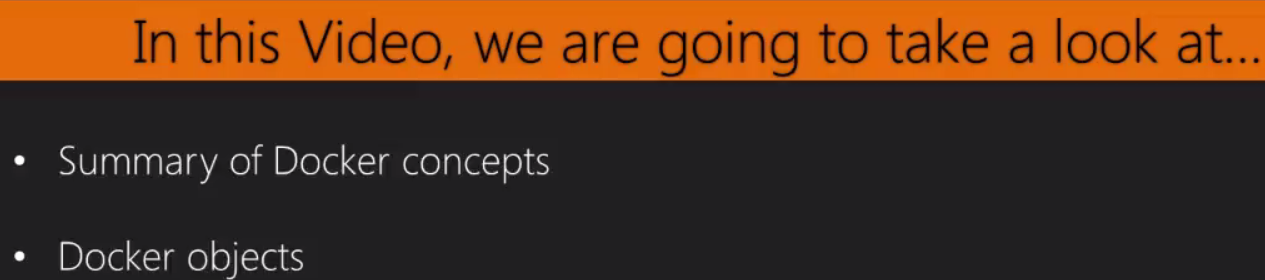 In this Video, we are going to take a look at...
• Summary of Docker concepts
• Docker objects